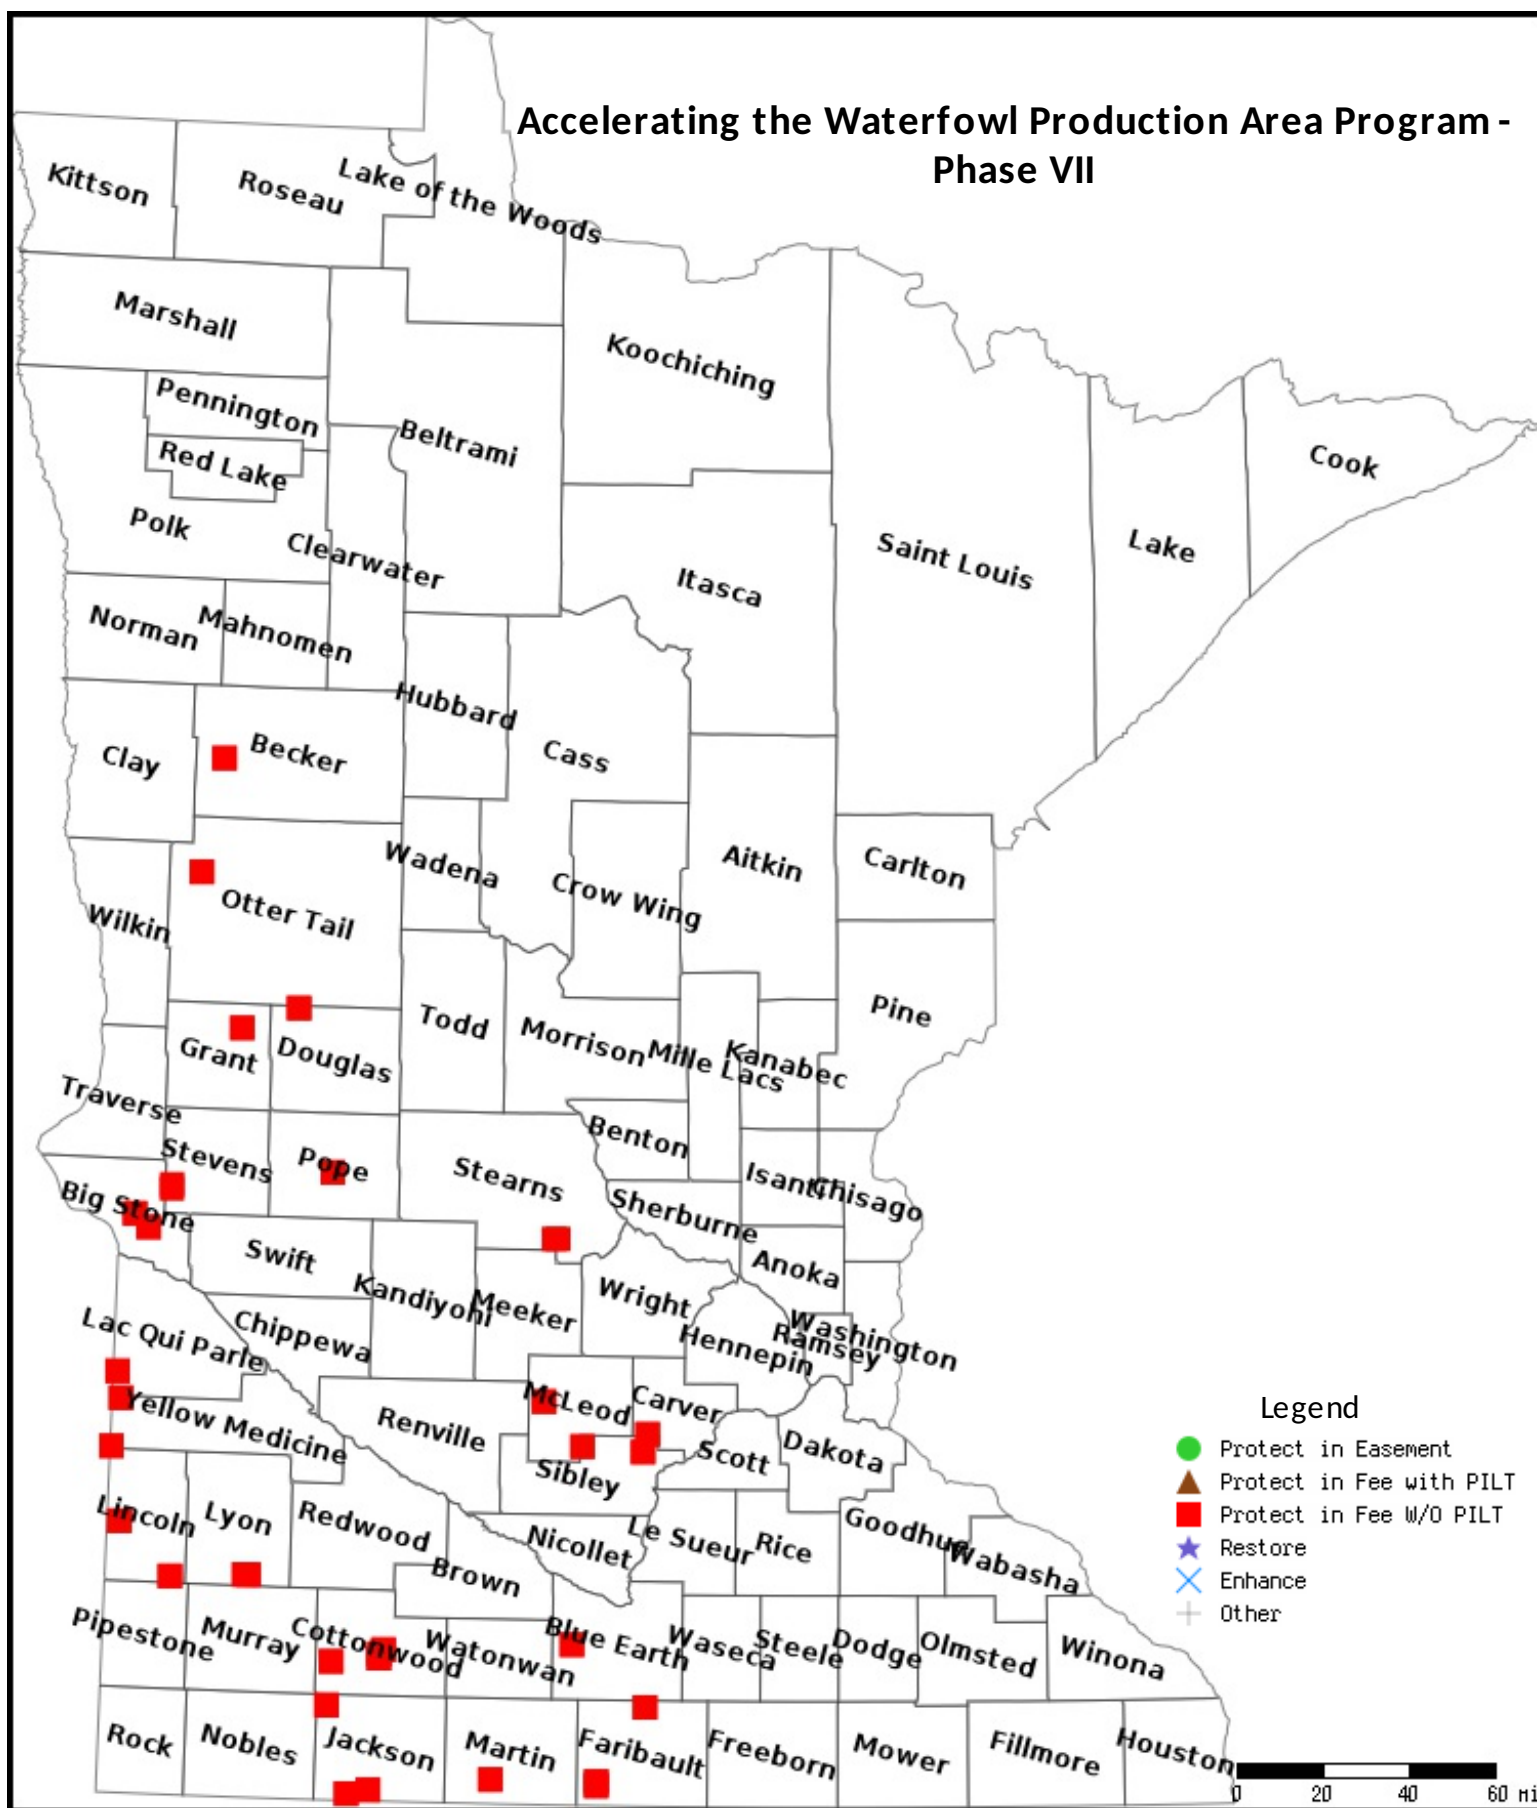 Accelerating the Waterfowl Production Area Program -
Phase VII
Kittson
Roseau
Lake of the Woods
Marshall
Koochiching
Pennington
Beltrami
Red Lake
Cook
Polk
Clearwater
Saint Louis
Lake
Itasca
Norman
Mahnomen
Hubbard
Clay
Becker
Cass
Wadena
Aitkin
Carlton
Crow Wing
Wilkin
Otter Tail
Todd
Morrison
Mille Lacs
Kanabec
Pine
Grant
Douglas
Traverse
Stevens
Pope
Stearns
Benton
Isanti
Chisago
Big Stone
Sherburne
Swift
Anoka
Kandiyohi
Meeker
Wright
Lac Qui Parle
Chippewa
Hennepin
Ramsey
Washington
McLeod
Carver
Yellow Medicine
Renville
Scott
Dakota
Sibley
Lincoln
Lyon
Redwood
Nicollet
Le Sueur
Rice
Goodhue
Wabasha
Brown
Pipestone
Murray
Cottonwood
Watonwan
Blue Earth
Waseca
Steele
Dodge
Olmsted
Winona
Rock
Nobles
Jackson
Martin
Faribault
Freeborn
Mower
Fillmore
Houston
Legend
Protect in Easement
Protect in Fee with PILT
Protect in Fee W/O PILT
Restore
Enhance
Other
0 20 40 60 Mi